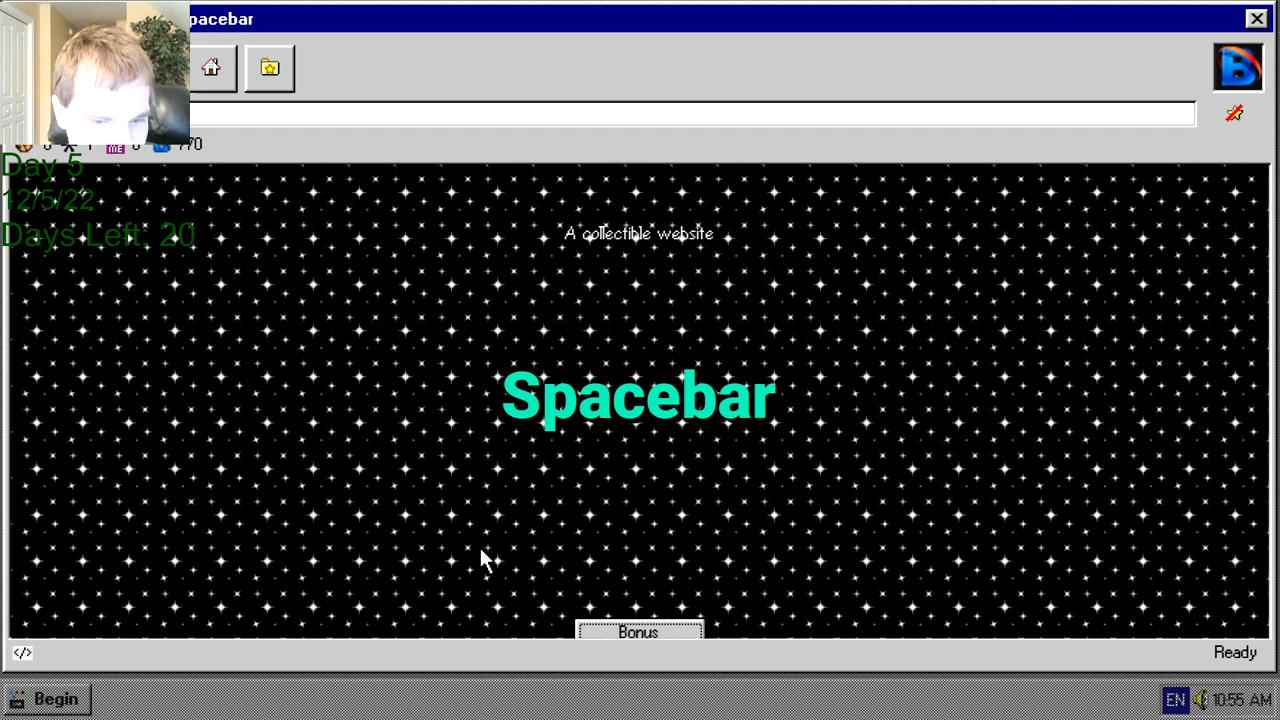 pacebar
770
Day 5
12/5/22
Days Left: 20
A collectible website
Spacebar
Bonus
</> Ready
Begin EN 10:55 AM